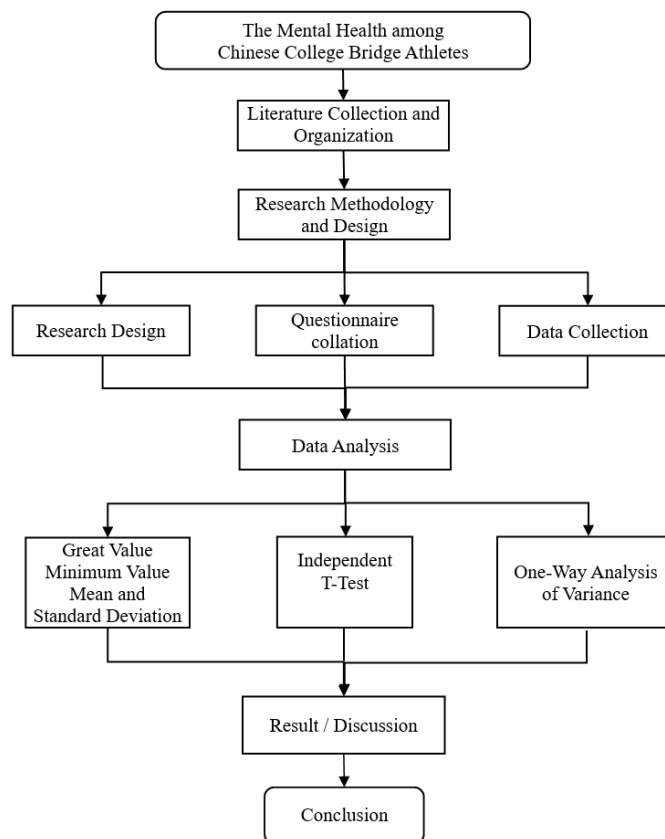 The Mental Health among
Chinese College Bridge Athletes
Literature Collection and
Organization
Research Methodology
and Design
Research Design
Questionnaire
collation
Data Collection
Data Analysis
Great Value
Minimum Value
Mean and
Standard Deviation
Independent
T-Test
One-Way Analysis
of Variance
Result / Discussion
Conclusion